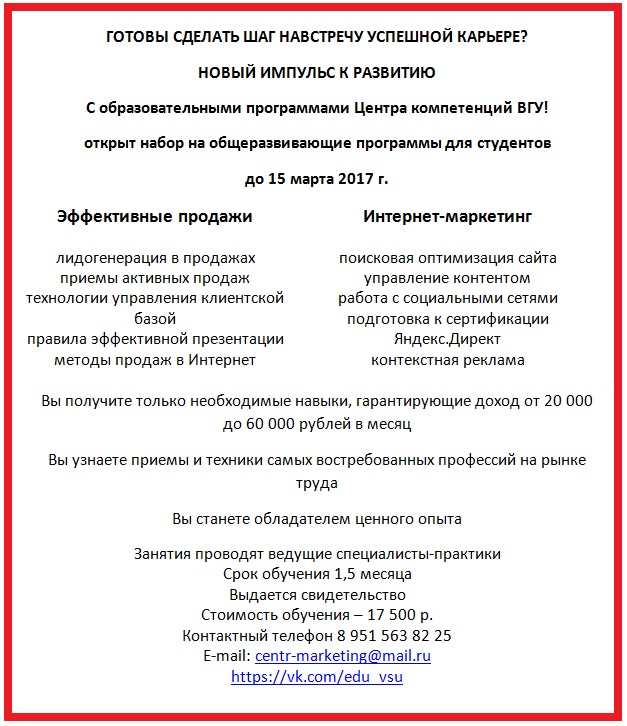 ГОТОВЫ СДЕЛАТЬ ШАГ НАВСТРЕЧУ УСПЕШНОЙ КАРЬЕРЕ?
НОВЫЙ ИМПУЛЬС К РАЗВИТИЮ
С образовательными программами Центра компетенций ВГУ!
открыт набор на общеразвивающие программы для студентов
до 15 марта 2017 г.
Эффективные продажи
лидогенерация в продажах
приемы активных продаж
технологии управления клиентской
базой
правила эффективной презентации
методы продаж в Интернет
Интернет-маркетинг
поисковая оптимизация сайта
управление контентом
работа с социальными сетями
подготовка к сертификации
Яндекс.Директ
контекстная реклама
Вы получите только необходимые навыки, гарантирующие доход от 20 000
до 60 000 рублей в месяц
Вы узнаете приемы и техники самых востребованных профессий на рынке
труда
Вы станете обладателем ценного опыта
Занятия проводят ведущие специалисты-практики
Срок обучения 1,5 месяца
Выдается свидетельство
Стоимость обучения – 17 500 р.
Контактный телефон 8 951 563 82 25
E-mail: centr-marketing@mail.ru
https://vk.com/edu_vsu